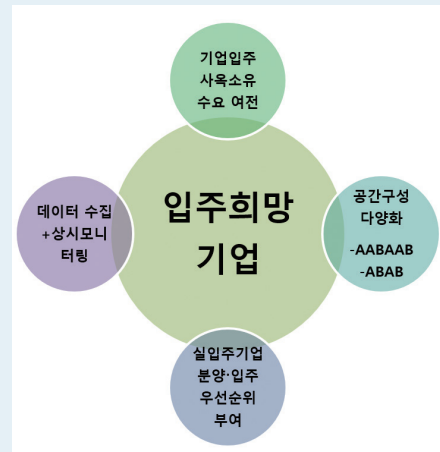 기업입주
사옥소유
수요 여전
입주희망
기업
데이터 수집
+상시모니
터링
공간구성
다양화
-AABAAB
-ABAB
실입주기업
분양·입주
우선순위
부여